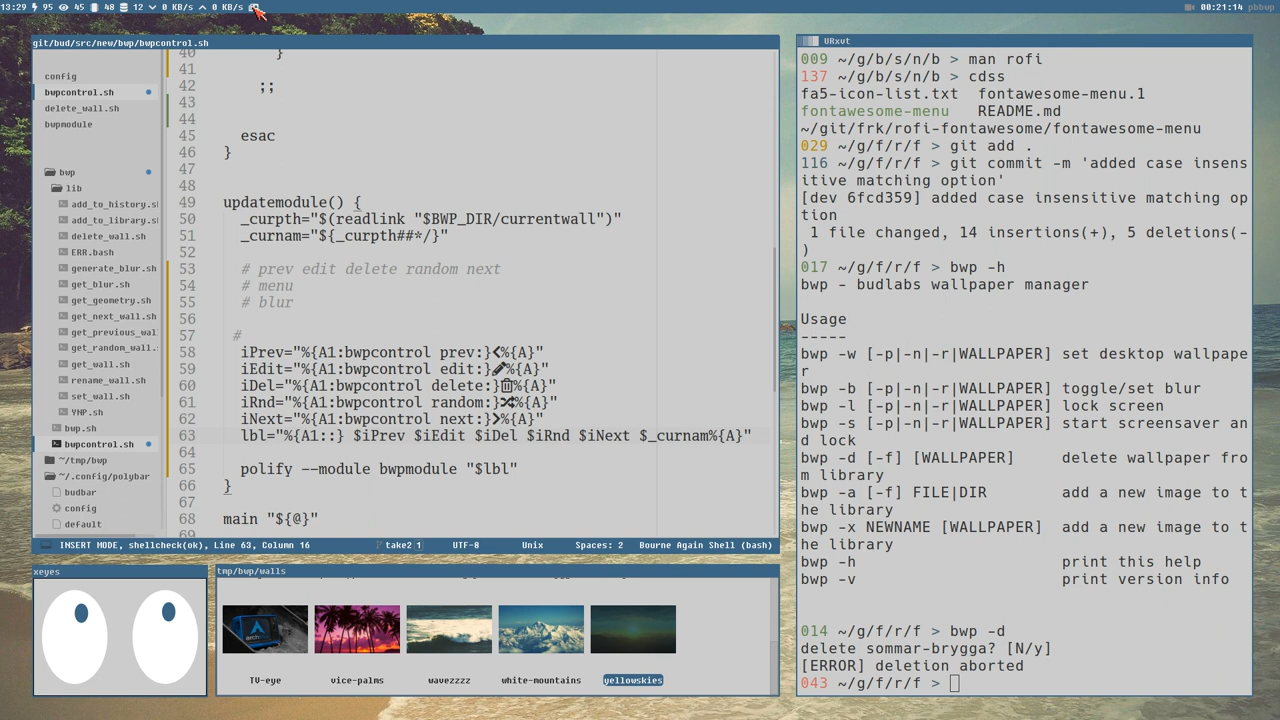 13:29 95 45 48 12 0 KB/s 0 KB/s
00:21:14 pbbwp
git/bud/src/new/bwp/bwpcontrol.sh
config
bwpcontrol.sh
delete_wall.sh
bwpmodule
bwp
lib
add_to_history.s
add_to_library.s
delete_wall.sh
ERR.bash
generate_blur.sh
get_blur.sh
get_geometry.sh
get_next_wall.sh
get_previous_wal
get_random_wall.
get_wall.sh
rename_wall.sh
set_wall.sh
YNP.sh
bwp.sh
bwpcontrol.sh
~/tmp/bwp
~/.config/polybar
budbar
config
default
40 }
41
42 ;;
43
44
45 esac
46 }
47
48
49 updatemodule() {
50 _curpth="$(readlink "$BWP_DIR/currentwall")"
51 _curnam="${_curpth##*/}"
52
53 # prev edit delete random next
54 # menu
55 # blur
56
57 #
58 iPrev="%{A1:bwpcontrol prev:}%{A}"
59 iEdit="%{A1:bwpcontrol edit:}%{A}"
60 iDel="%{A1:bwpcontrol delete:}%{A}"
61 iRnd="%{A1:bwpcontrol random:}%{A}"
62 iNext="%{A1:bwpcontrol next:}%{A}"
63 lbl="%{A1::} $iPrev $iEdit $iDel $iRnd $iNext $_curnam%{A}"
64
65 polify --module bwpmodule "$lbl"
66 }
67
68 main "${@}"
69
INSERT MODE, shellcheck(ok), Line 63, Column 16 take2 1 UTF-8 Unix Spaces: 2 Bourne Again Shell (bash)
xeyes
tmp/bwp/walls
TV-eye vice-palms wavezzzz white-mountains yellowskies
URxvt
009 ~/g/b/s/n/b > man rofi
137 ~/g/b/s/n/b > cdss
fa5-icon-list.txt fontawesome-menu.1
fontawesome-menu README.md
~/git/frk/rofi-fontawesome/fontawesome-menu
029 ~/g/f/r/f > git add .
116 ~/g/f/r/f > git commit -m 'added case insens
itive matching option'
[dev 6fcd359] added case insensitive matching op
tion
1 file changed, 14 insertions(+), 5 deletions(-
)
017 ~/g/f/r/f > bwp -h
bwp - budlabs wallpaper manager
Usage
-----
bwp -w [-p|-n|-r|WALLPAPER] set desktop wallpape
r
bwp -b [-p|-n|-r|WALLPAPER] toggle/set blur
bwp -l [-p|-n|-r|WALLPAPER] lock screen
bwp -s [-p|-n|-r|WALLPAPER] start screensaver an
d lock
bwp -d [-f] [WALLPAPER] delete wallpaper fro
m library
bwp -a [-f] FILE|DIR add a new image to t
he library
bwp -x NEWNAME [WALLPAPER] add a new image to t
he library
bwp -h print this help
bwp -v print version info
014 ~/g/f/r/f > bwp -d
delete sommar-brygga? [N/y]
[ERROR] deletion aborted
043 ~/g/f/r/f >